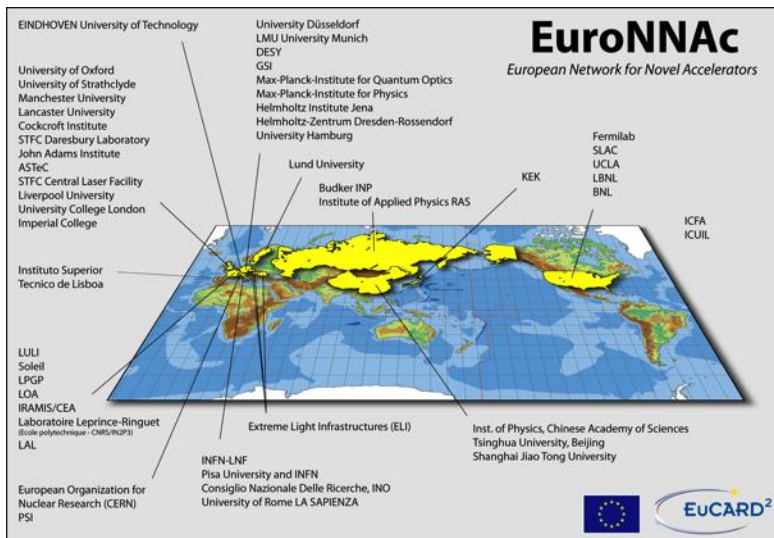 EuroNNAc
European Network for Novel Accelerators
EINDHOVEN University of Technology
University of Oxford
University of Strathclyde
Manchester University
Lancaster University
Cockcroft Institute
STFC Daresbury Laboratory
John Adams Institute
ASTeC
STFC Central Laser Facility
Liverpool University
University College London
Imperial College
Instituto Superior
Tecnico de Lisboa
LULI
Soleil
LPGP
LOA
IRAMIS/CEA
Laboratoire Leprince-Ringuet
(Ecole polytechnique - CNRS/IN2P3)
LAL
European Organization for
Nuclear Research (CERN)
PSI
University Düsseldorf
LMU University Munich
DESY
GSI
Max-Planck-Institute for Quantum Optics
Max-Planck-Institute for Physics
Helmholtz Institute Jena
Helmholtz-Zentrum Dresden-Rossendorf
University Hamburg
Lund University
Budker INP
Institute of Applied Physics RAS
KEK
Fermilab
SLAC
UCLA
LBNL
BNL
ICFA
ICUIL
Extreme Light Infrastructures (ELI)
INFN-LNF
Pisa University and INFN
Consiglio Nazionale Delle Ricerche, INO
University of Rome LA SAPIENZA
Inst. of Physics, Chinese Academy of Sciences
Tsinghua University, Beijing
Shanghai Jiao Tong University
EuCARD²